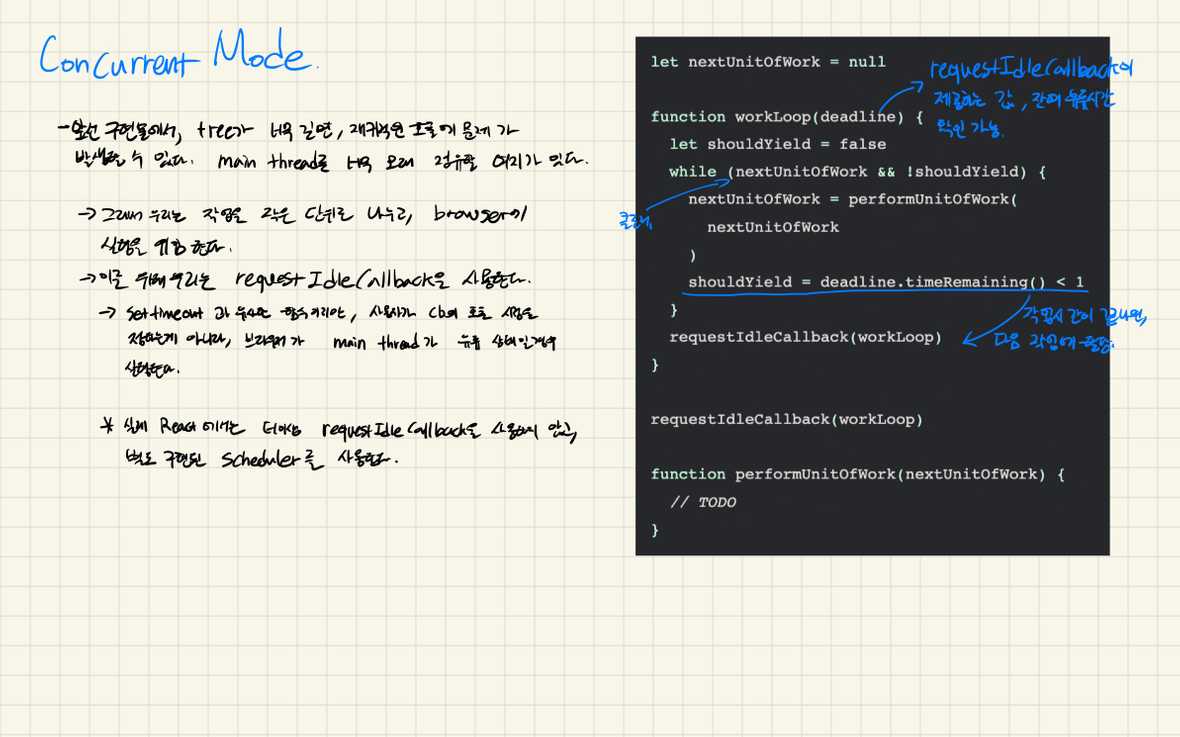 Concurrent Mode.
- 앞선 구현물에서, tree가 너무 길면, 재귀적인 호출에 문제가
발생할 수 있다. main thread를 너무 오래 점유할 여지가 있다.
→ 그래서 우리는 작업을 작은 단위로 나누고, browser이
실행을 한다.
→ 이를 위해 우리는 requestIdleCallback을 사용한다.
→ settimeout 과 유사한 함수이지만, 사용자가 cb의 호출 시점을
정하는게 아니라, 브라우저가 main thread가 유휴 상태일 경우
실행한다.
* 실제 React 에서는 더이상 requestIdleCallback을 사용하지 않고,
별도 구현된 scheduler를 사용한다.
let nextUnitOfWork = null
requestIdleCallback이
제공하는 값, 잔여 유휴시간
확인 가능.
function workLoop(deadline) {
let shouldYield = false
while (nextUnitOfWork && !shouldYield) {
nextUnitOfWork = performUnitOfWork(
클로저,
nextUnitOfWork
)
shouldYield = deadline.timeRemaining() < 1
}
작업시간이 끝나면,
다음 작업에 할당.
requestIdleCallback(workLoop)
}
requestIdleCallback(workLoop)
function performUnitOfWork(nextUnitOfWork) {
// TODO
}